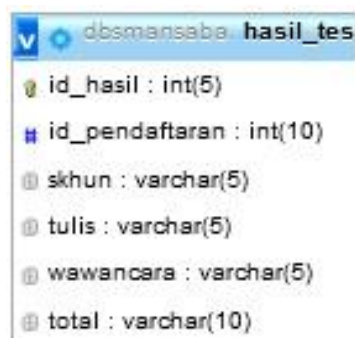 v dbsmansaba hasil_tes
id_hasil : int(5)
# id_pendaftaran : int(10)
skhun : varchar(5)
tulis : varchar(5)
wawancara : varchar(5)
total : varchar(10)